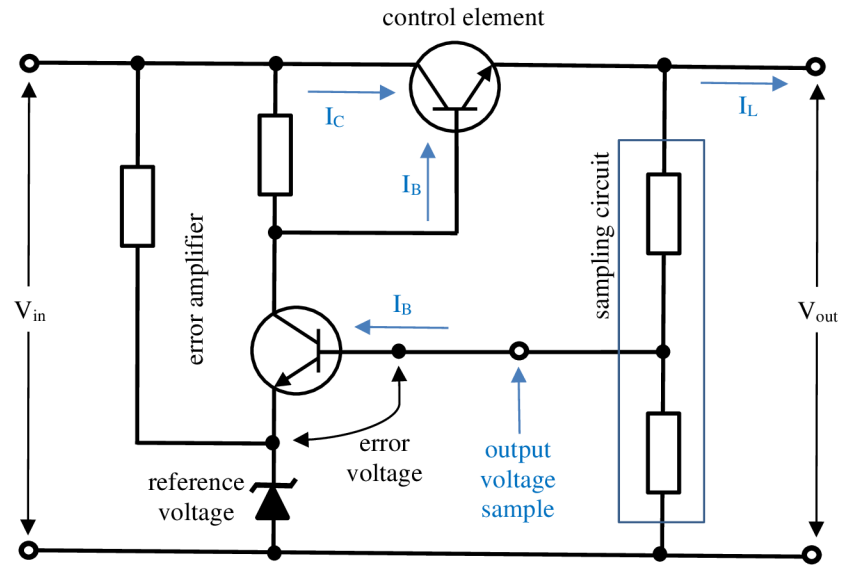 control element
I_C
I_L
I_B
error amplifier
sampling circuit
V_in
I_B
V_out
error
voltage
output
voltage
sample
reference
voltage